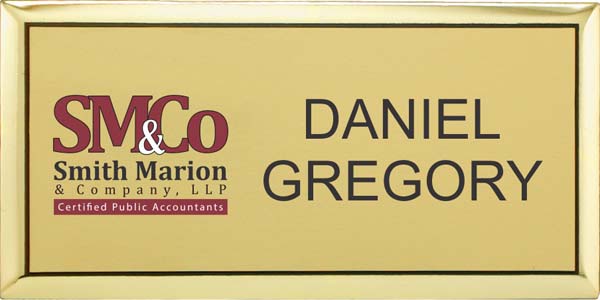 SM&Co
Smith Marion
& Company, LLP
Certified Public Accountants
DANIEL
GREGORY